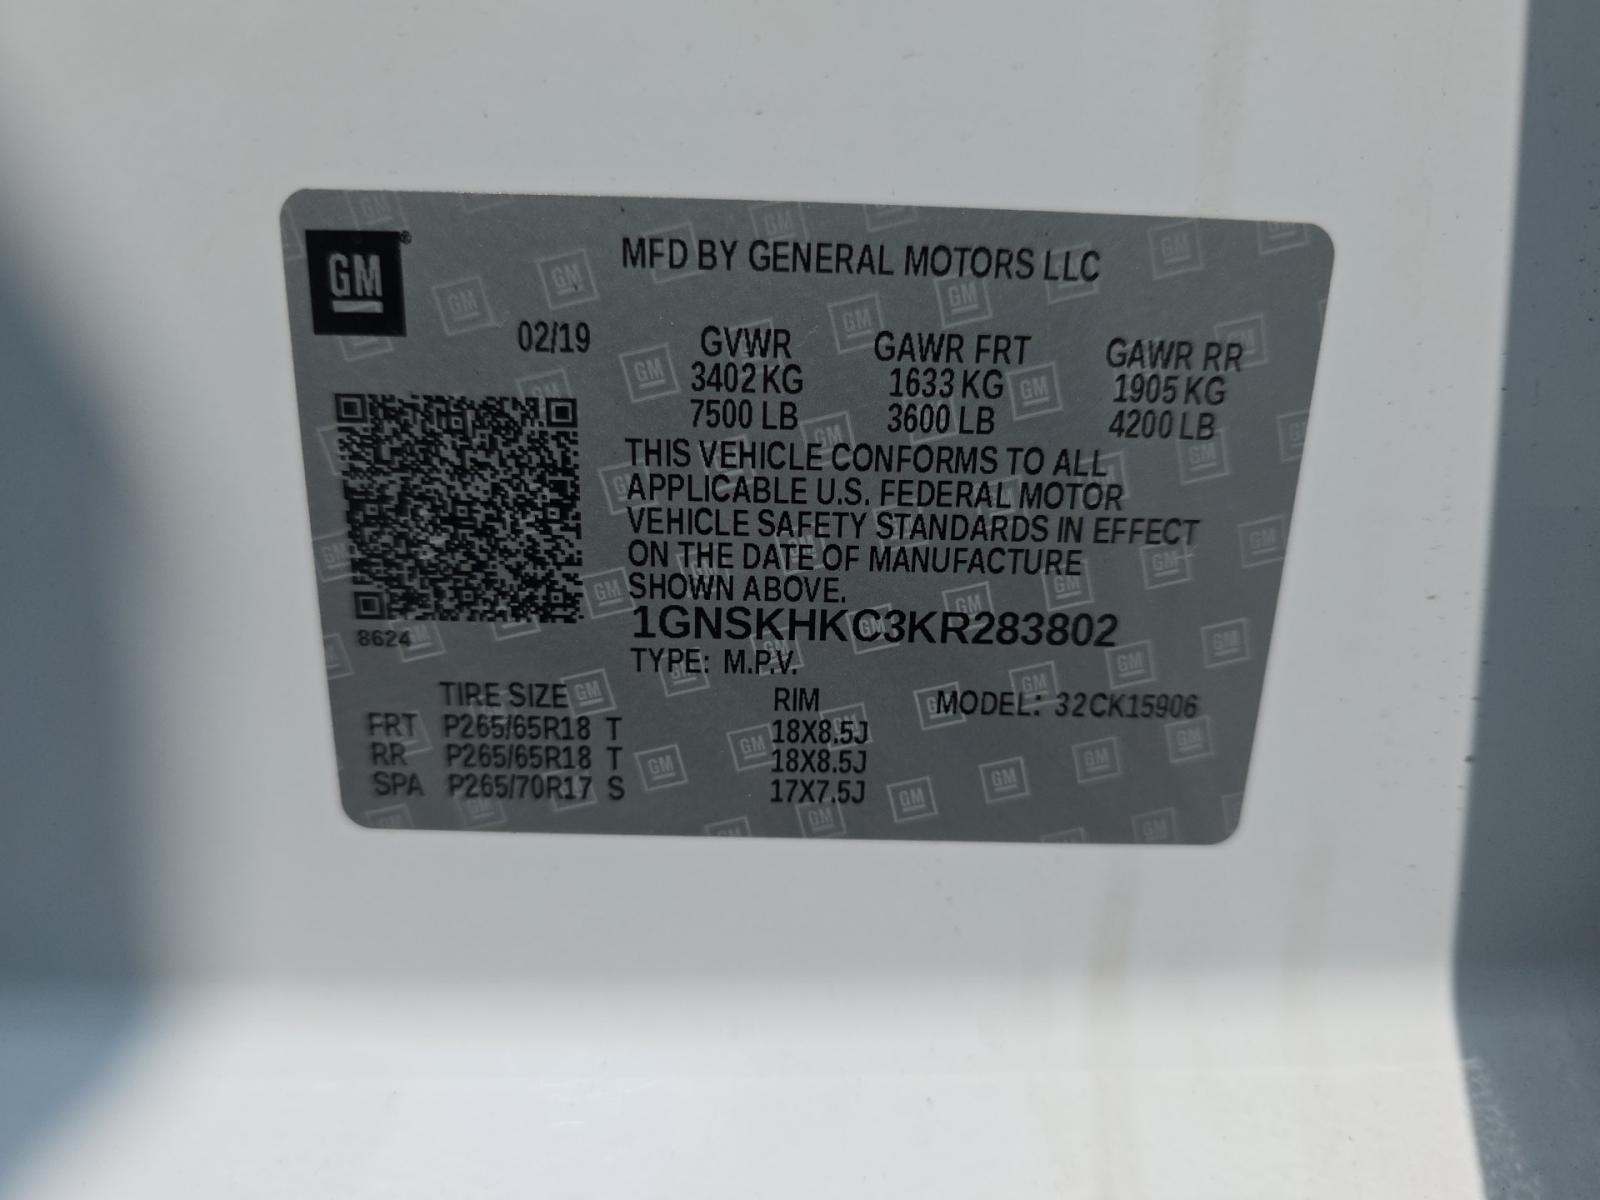 GM
MFD BY GENERAL MOTORS LLC
02/19 GVWR GAWR FRT GAWR RR
3402 KG 1633 KG 1905 KG
7500 LB 3600 LB 4200 LB
THIS VEHICLE CONFORMS TO ALL
APPLICABLE U.S. FEDERAL MOTOR
VEHICLE SAFETY STANDARDS IN EFFECT
ON THE DATE OF MANUFACTURE
SHOWN ABOVE.
8624
1GNSKHKC3KR283802
TYPE: M.P.V.
TIRE SIZE RIM MODEL: 32CK15906
FRT P265/65R18 T 18X8.5J
RR P265/65R18 T 18X8.5J
SPA P265/70R17 S 17X7.5J